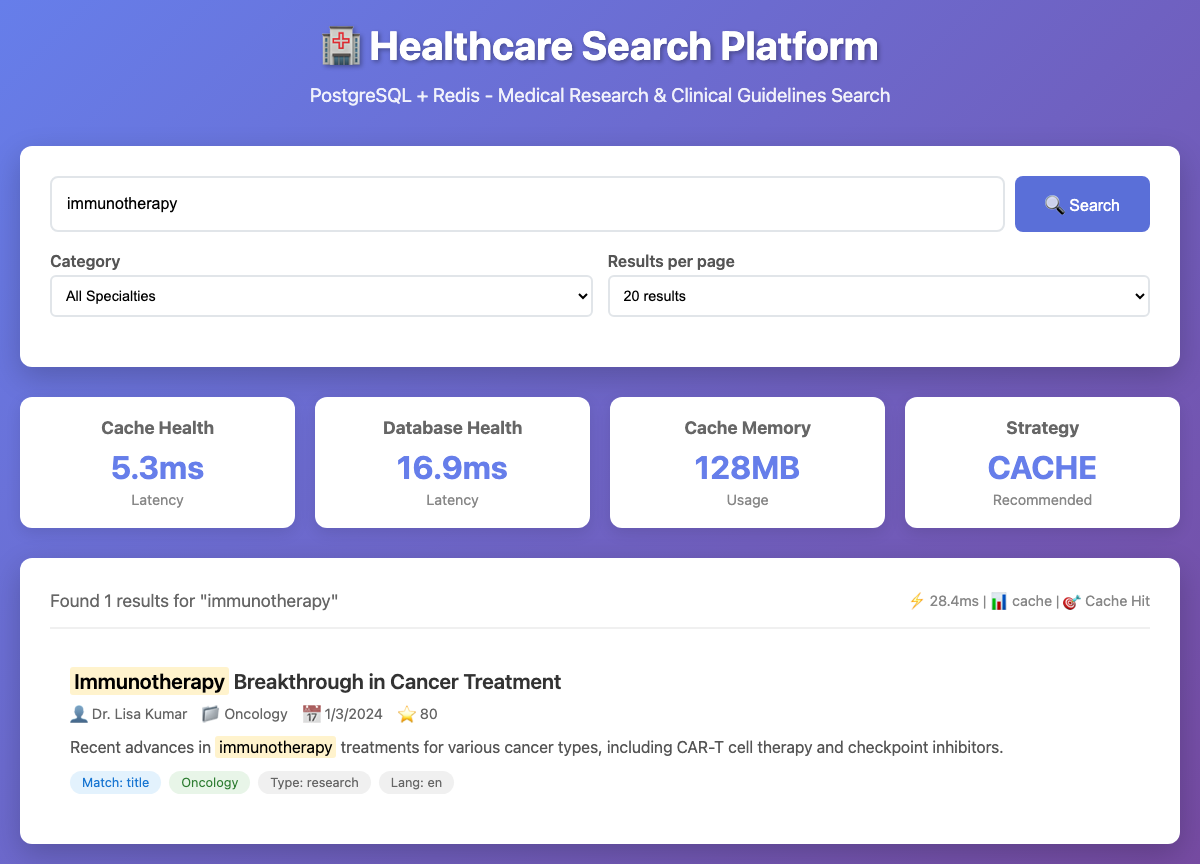 🏥 Healthcare Search Platform
PostgreSQL + Redis - Medical Research & Clinical Guidelines Search
immunotherapy
🔍 Search
Category
Results per page
All Specialties
20 results
Cache Health
5.3ms
Latency
Database Health
16.9ms
Latency
Cache Memory
128MB
Usage
Strategy
CACHE
Recommended
Found 1 results for "immunotherapy"
⚡ 28.4ms | 📊 cache | 🎯 Cache Hit
Immunotherapy Breakthrough in Cancer Treatment
👤 Dr. Lisa Kumar 📁 Oncology 📅 1/3/2024 ⭐ 80
Recent advances in immunotherapy treatments for various cancer types, including CAR-T cell therapy and checkpoint inhibitors.
Match: title Oncology Type: research Lang: en